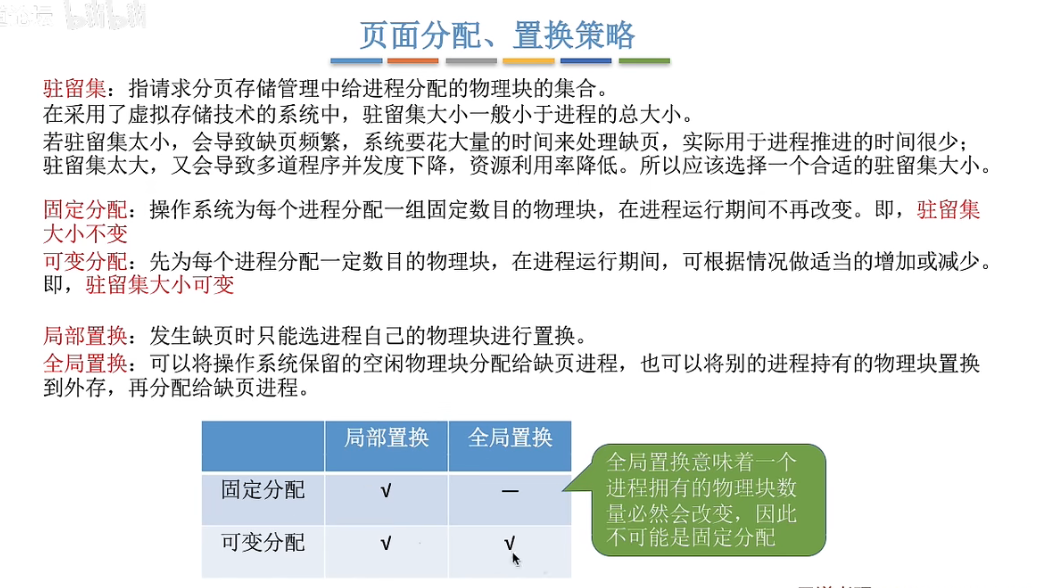 页面分配、置换策略
驻留集：指请求分页存储管理中给进程分配的物理块的集合。
在采用了虚拟存储技术的系统中，驻留集大小一般小于进程的总大小。
若驻留集太小，会导致缺页频繁，系统要花大量的时间来处理缺页，实际用于进程推进的时间很少；
驻留集太大，又会导致多道程序并发度下降，资源利用率降低。所以应该选择一个合适的驻留集大小。
固定分配：操作系统为每个进程分配一组固定数目的物理块，在进程运行期间不再改变。即，驻留集
大小不变
可变分配：先为每个进程分配一定数目的物理块，在进程运行期间，可根据情况做适当的增加或减少。
即，驻留集大小可变
局部置换：发生缺页时只能选进程自己的物理块进行置换。
全局置换：可以将操作系统保留的空闲物理块分配给缺页进程，也可以将别的进程持有的物理块置换
到外存，再分配给缺页进程。
局部置换 全局置换
固定分配 √ —
可变分配 √ √
全局置换意味着一个
进程拥有的物理块数
量必然会改变，因此
不可能是固定分配